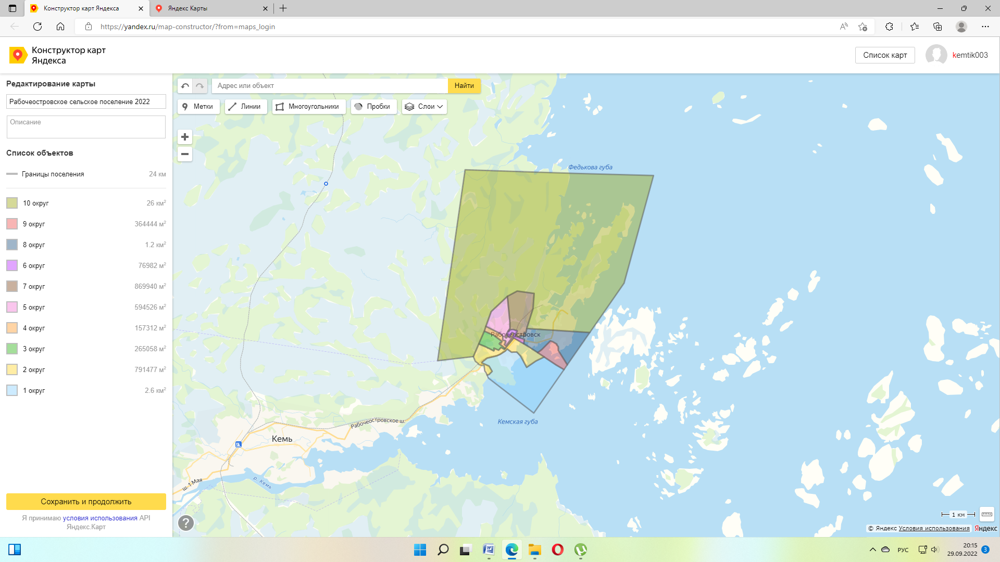 Конструктор карт Яндекса
Яндекс Карты
https://yandex.ru/map-constructor/?from=maps_login
Конструктор карт
Яндекса
Список карт
kemtik003
Редактирование карты
Рабочеостровское сельское поселение 2022
Описание
Список объектов
Границы поселения 24 км
10 округ 26 км²
9 округ 364444 м²
8 округ 1.2 км²
6 округ 76982 м²
7 округ 869940 м²
5 округ 594526 м²
4 округ 157312 м²
3 округ 265058 м²
2 округ 791477 м²
1 округ 2.6 км²
Сохранить и продолжить
Я принимаю условия использования API
Яндекс.Карт
Адрес или объект
Найти
Метки
Линии
Многоугольники
Пробки
Слои
Федькова губа
Рабочеостровск
Кемская губа
Рабочеостровское ш.
Кемь
ш. 1 Мая
р. Кемь
?
1 км
© Яндекс Условия использования Яндекс
РУС
20:15
29.09.2022
3